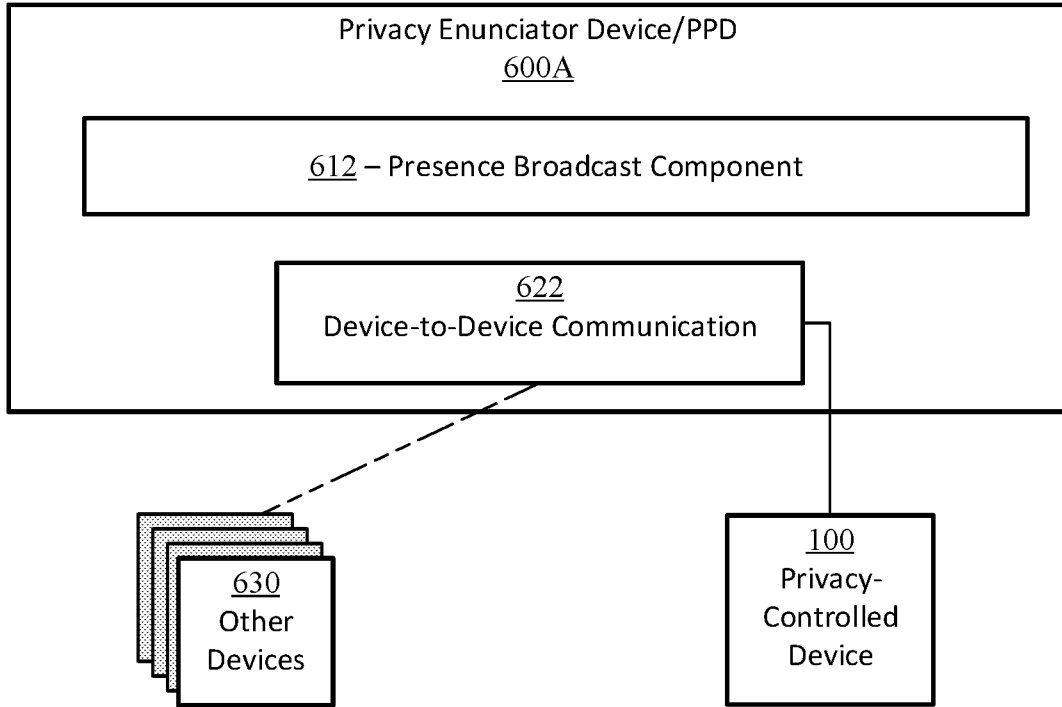 Privacy Enunciator Device/PPD
600A
612 – Presence Broadcast Component
622
Device-to-Device Communication
630
Other
Devices
100
Privacy-
Controlled
Device